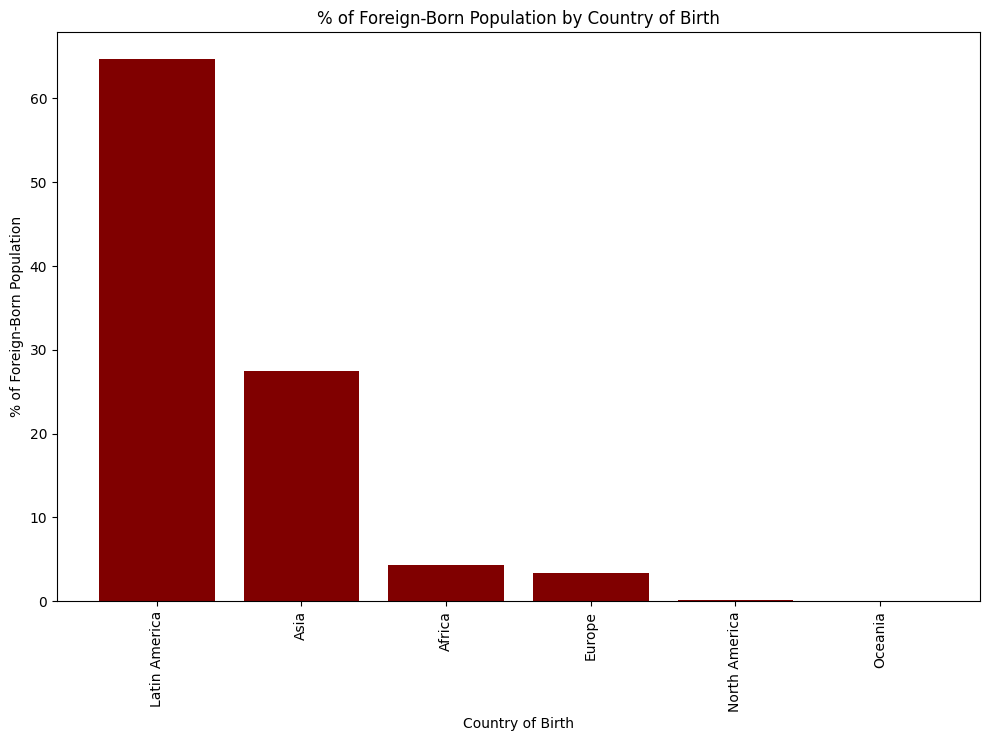 % of Foreign-Born Population by Country of Birth
% of Foreign-Born Population
60
50
40
30
20
10
0
Latin America
Asia
Africa
Europe
North America
Oceania
Country of Birth